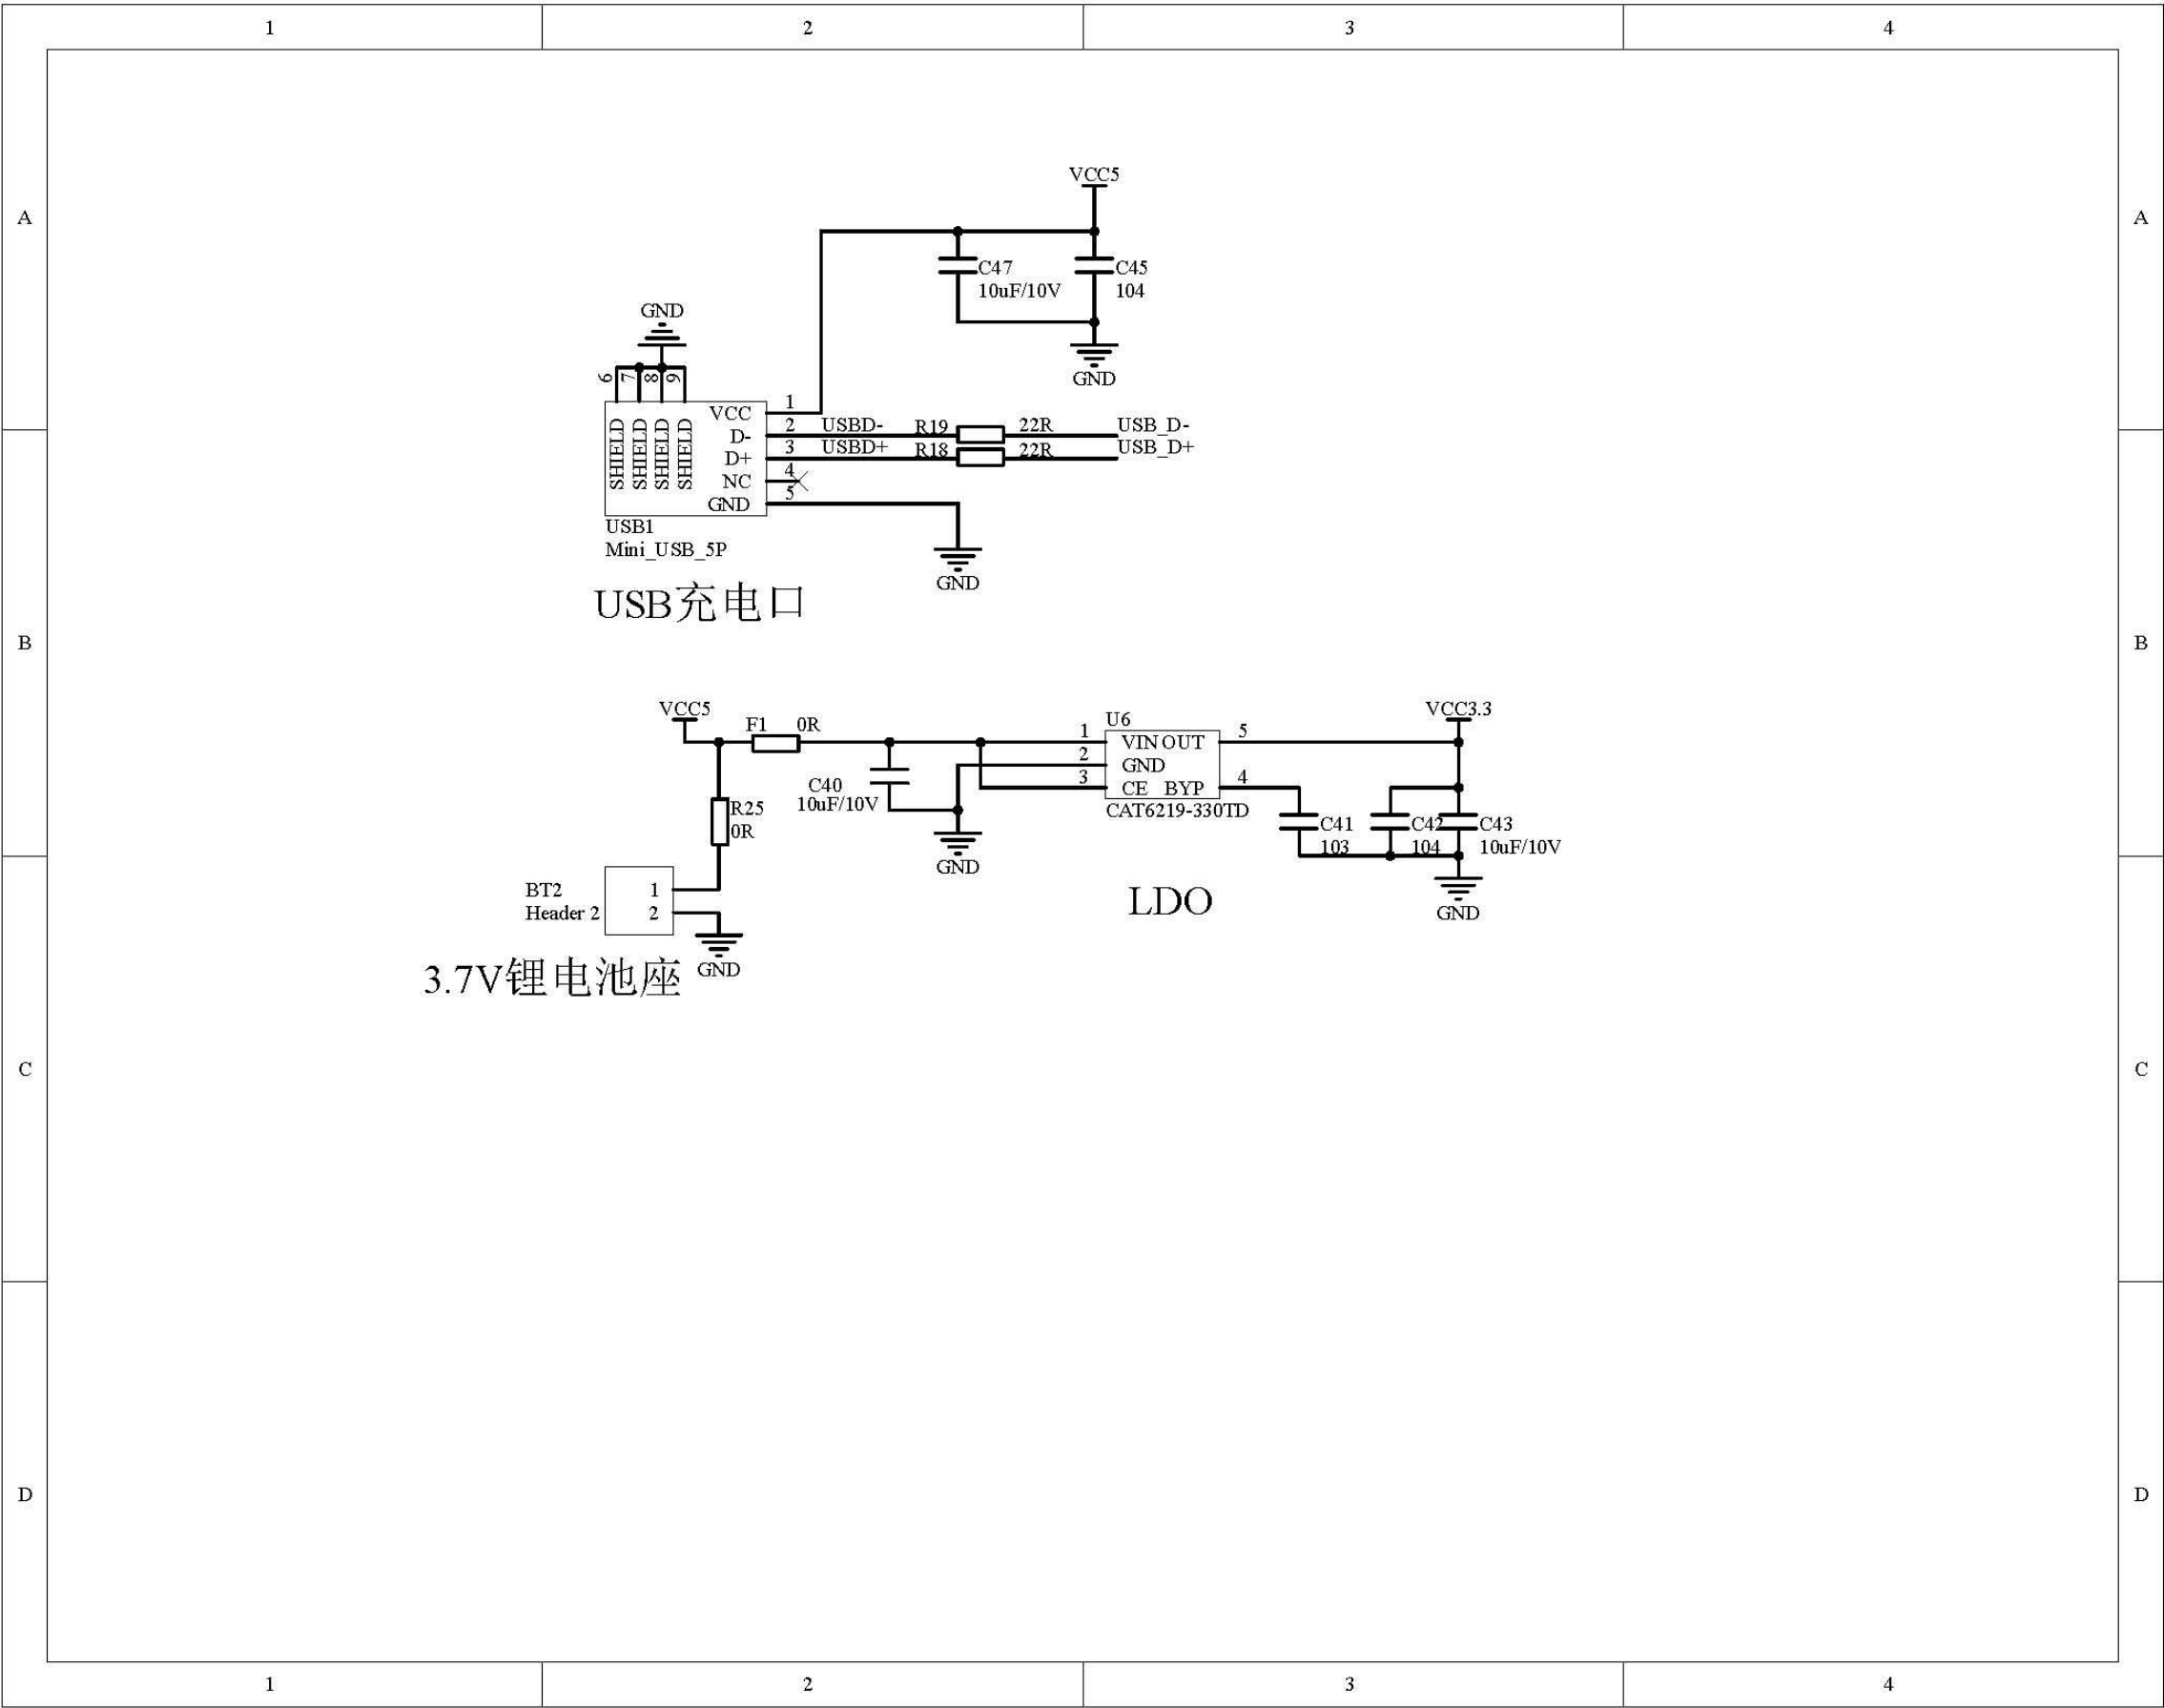 1 2 3 4
A A
VCC5
C47 C45
10uF/10V 104
GND
GND
6 7 8 9
SHIELD SHIELD SHIELD SHIELD
VCC 1
D- 2 USBD- R19 22R USB_D-
D+ 3 USBD+ R18 22R USB_D+
NC 4
GND 5
USB1
Mini_USB_5P
GND
USB充电口
B B
VCC5 F1 0R U6 VCC3.3
1 VIN OUT 5
2 GND
3 CE BYP 4
C40
10uF/10V
CAT6219-330TD
R25
0R
C41 C42 C43
103 104 10uF/10V
GND
BT2 1
Header 2 2
LDO
GND
GND
3.7V锂电池座
C C
D D
1 2 3 4